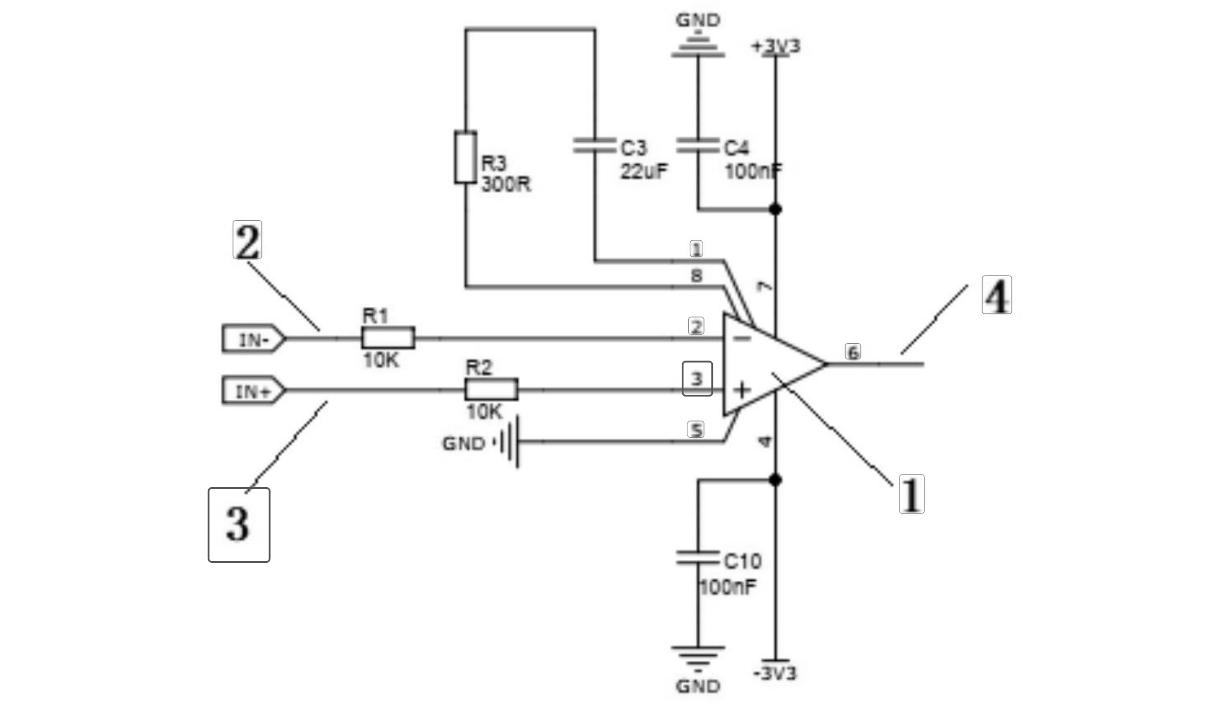 GND
+3V3
R3
300R
C3
22uF
C4
100nF
1
8
7
2
4
R1
IN-
10K
2
6
R2
IN+
10K
3
GND
5
4
3
1
C10
100nF
GND
-3V3